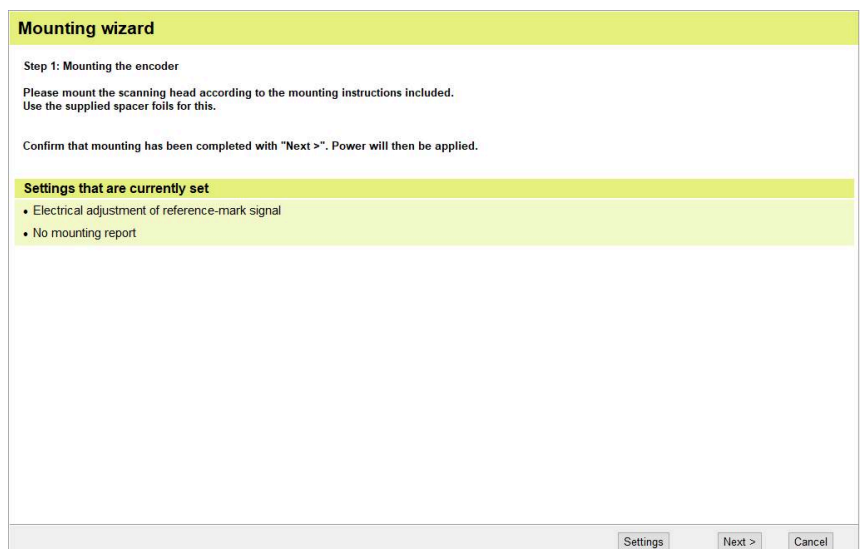 Mounting wizard
Step 1: Mounting the encoder
Please mount the scanning head according to the mounting instructions included.
Use the supplied spacer foils for this.
Confirm that mounting has been completed with "Next >". Power will then be applied.
Settings that are currently set
• Electrical adjustment of reference-mark signal
• No mounting report
Settings Next > Cancel